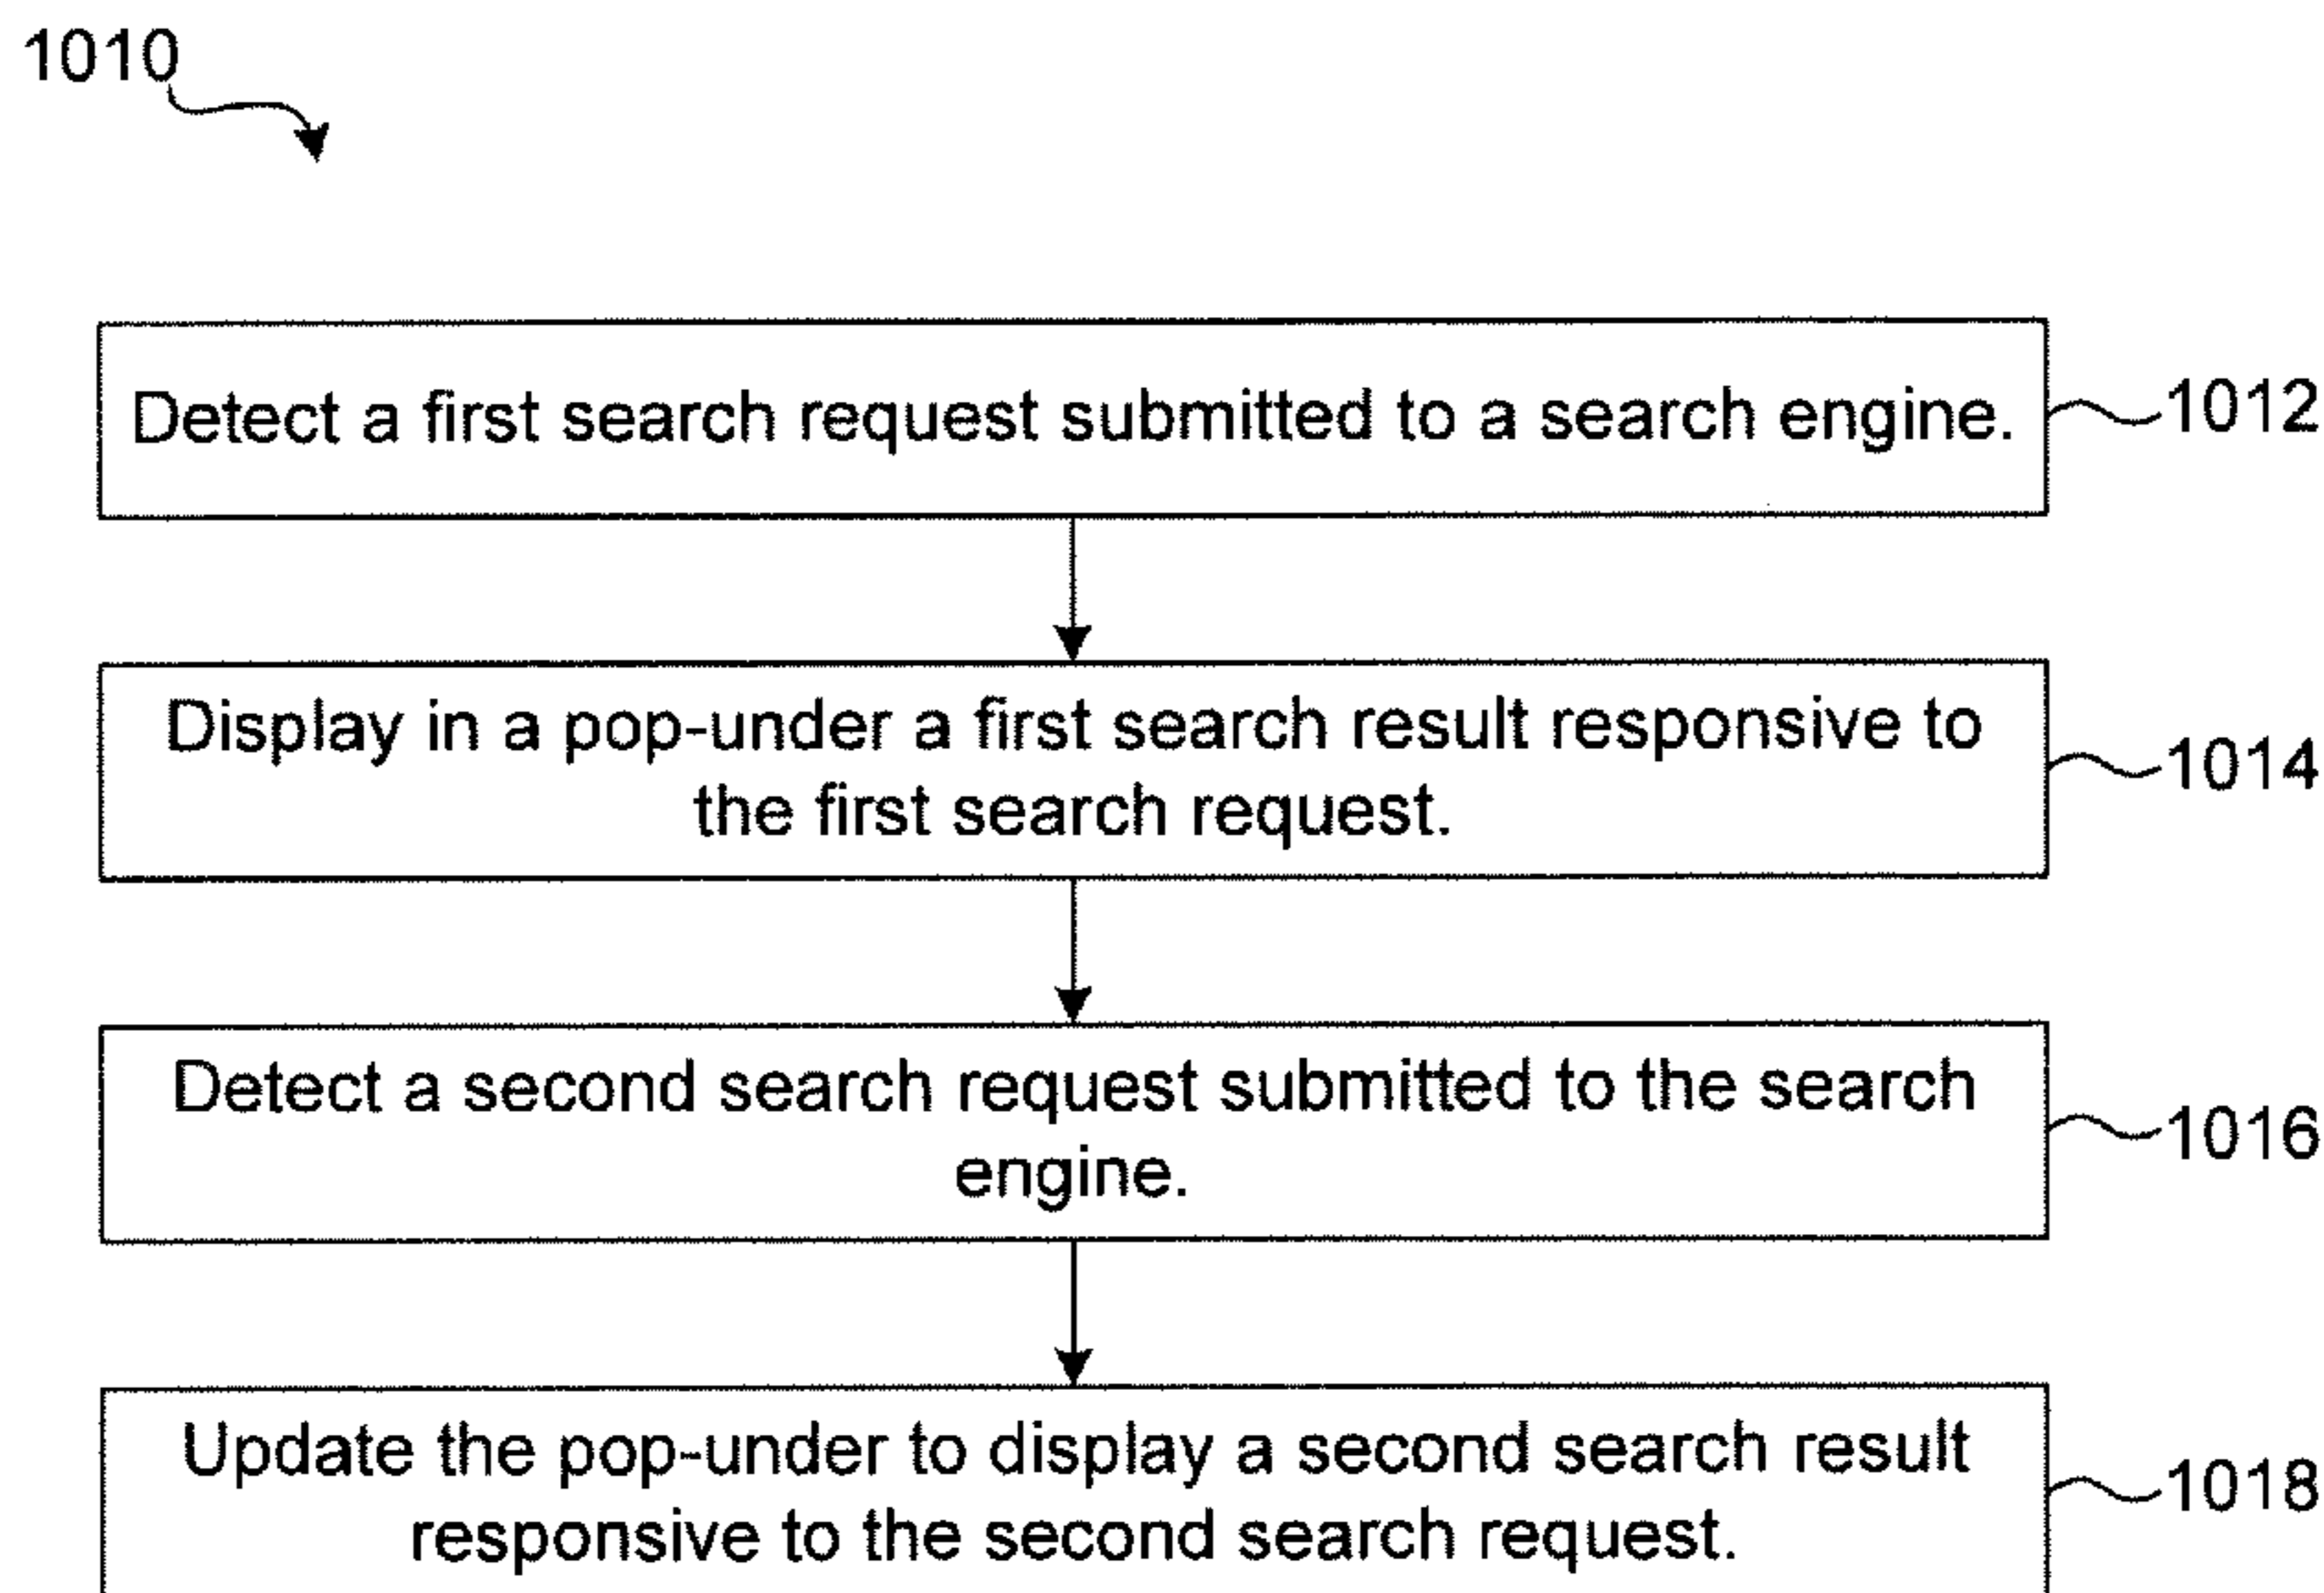 1010
Detect a first search request submitted to a search engine.
1012
Display in a pop-under a first search result responsive to
the first search request.
1014
Detect a second search request submitted to the search
engine.
1016
Update the pop-under to display a second search result
responsive to the second search request.
1018